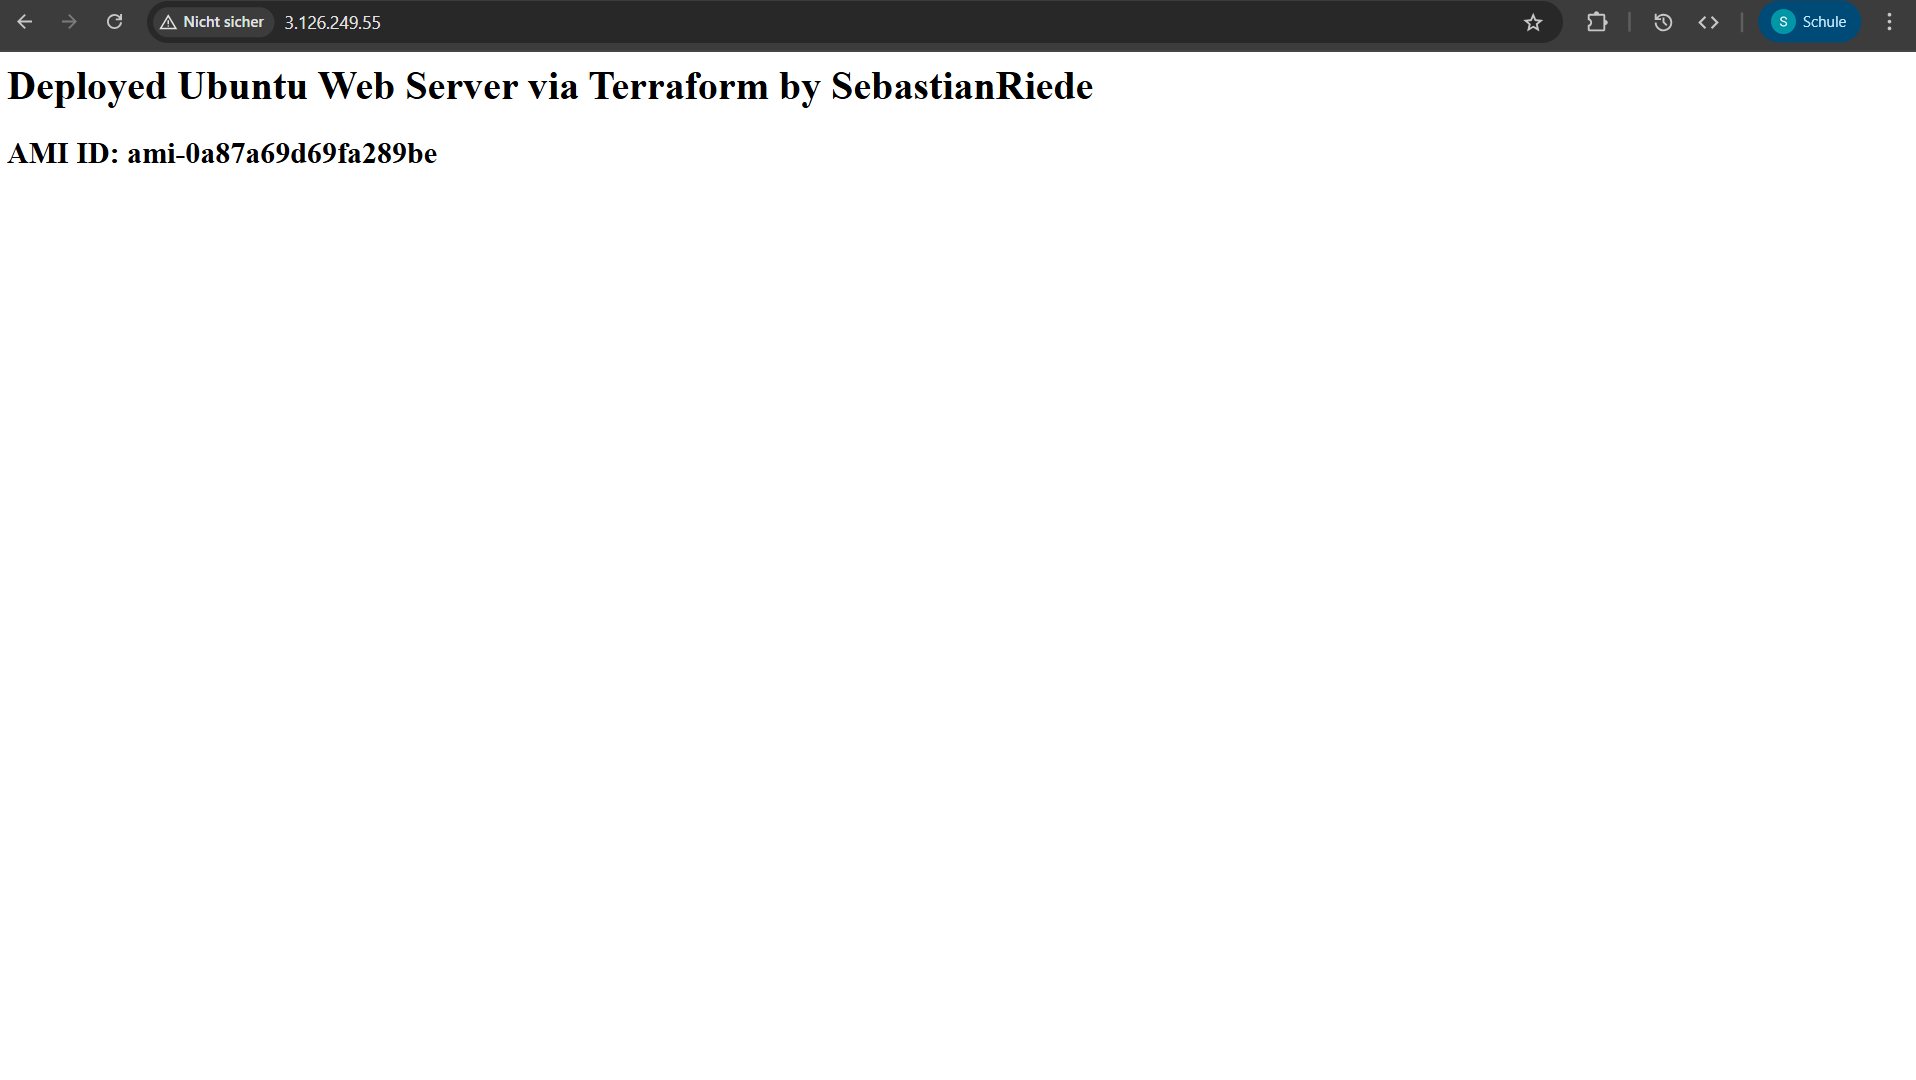 Nicht sicher 3.126.249.55 S Schule
Deployed Ubuntu Web Server via Terraform by SebastianRiede
AMI ID: ami-0a87a69d69fa289be